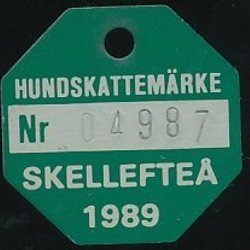 HUNDSKATTEMÄRKE
Nr 04987
SKELLEFTEÅ
1989